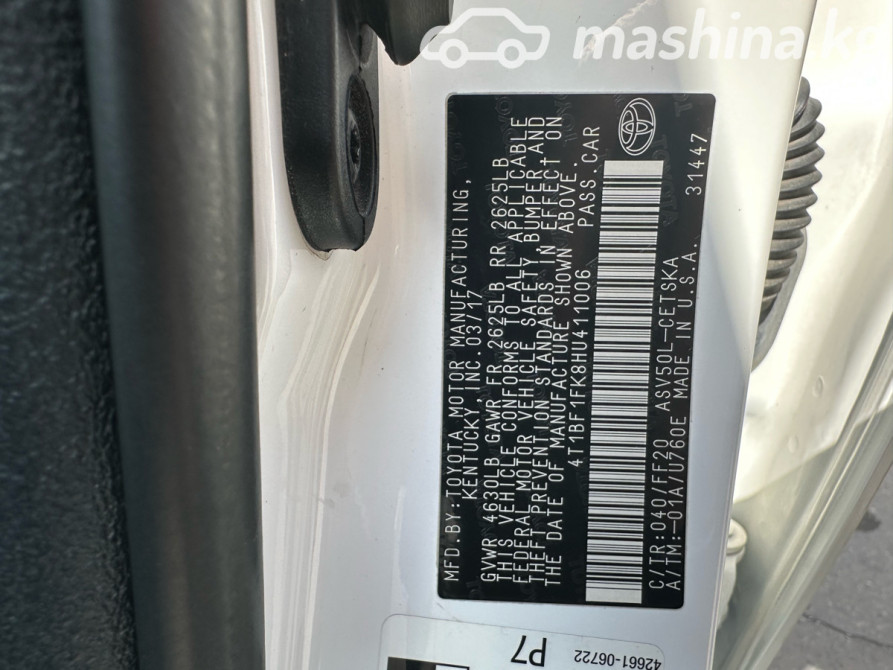 mashina.kg
MFD.BY:TOYOTA MOTOR MANUFACTURING,
KENTUCKY, INC.03/17
GVWR 4630LB GAWR FR 2625LB RR 2625LB
THIS VEHICLE CONFORMS TO ALL APPLICABLE
FEDERAL MOTOR VEHICLE SAFETY, BUMPER,AND
THEFT PREVENTION STANDARDS IN EFFECT ON
THE DATE OF MANUFACTURE SHOWN ABOVE.
4T1BF1FK8HU411006 PASS.CAR
C/TR:040/FF20 ASV50L-CETSKA
A/TM:-01A/U760E MADE IN U.S.A. 31447
P7
42661-06722